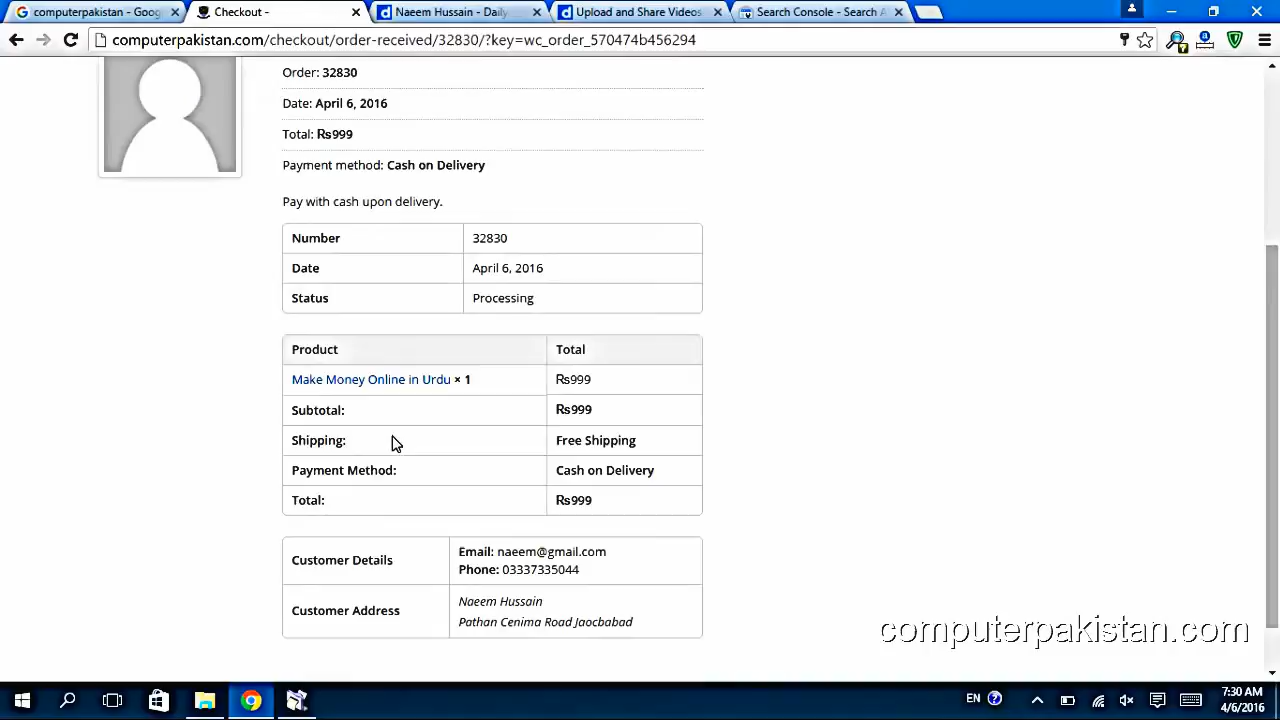 computerpakistan - Goog
Checkout -
Naeem Hussain - Daily
Upload and Share Videos
Search Console - Search A
computerpakistan.com/checkout/order-received/32830/?key=wc_order_570474b456294
Order: 32830
Date: April 6, 2016
Total: ₨999
Payment method: Cash on Delivery
Pay with cash upon delivery.
Number 32830
Date April 6, 2016
Status Processing
Product Total
Make Money Online in Urdu × 1 ₨999
Subtotal: ₨999
Shipping: Free Shipping
Payment Method: Cash on Delivery
Total: ₨999
Customer Details
Email: naeem@gmail.com
Phone: 03337335044
Customer Address
Naeem Hussain
Pathan Cenima Road Jaocbabad
computerpakistan.com
EN
7:30 AM
4/6/2016